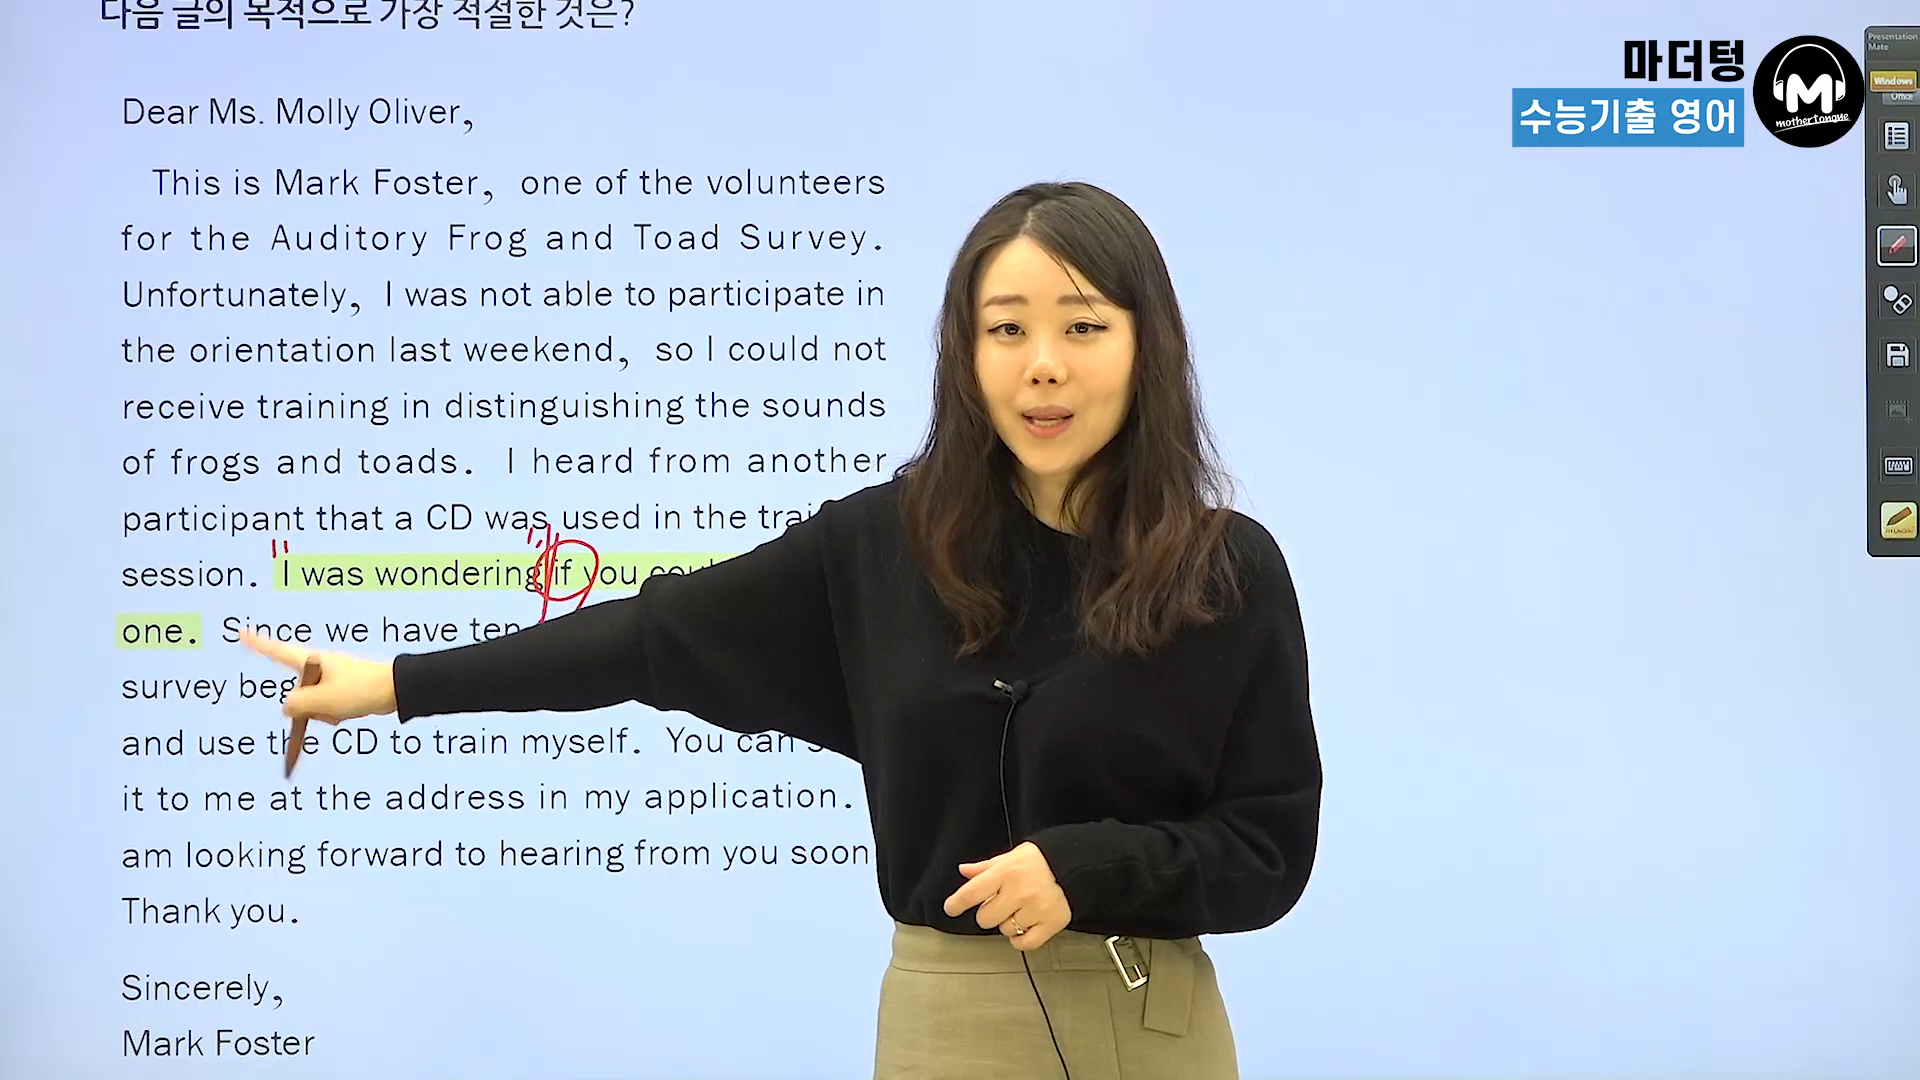 다음 글의 목적으로 가장 적절한 것은?
Dear Ms. Molly Oliver,
This is Mark Foster, one of the volunteers
for the Auditory Frog and Toad Survey.
Unfortunately, I was not able to participate in
the orientation last weekend, so I could not
receive training in distinguishing the sounds
of frogs and toads. I heard from another
participant that a CD was used in the
session. I was wondering if you
one. Since we have
survey
and use the CD to train myself. You can
it to me at the address in my application.
am looking forward to hearing from you soon
Thank you.
Sincerely,
Mark Foster
마더텅
수능기출 영어
M
mothertongue
Presentation
Mate
Windows
Office